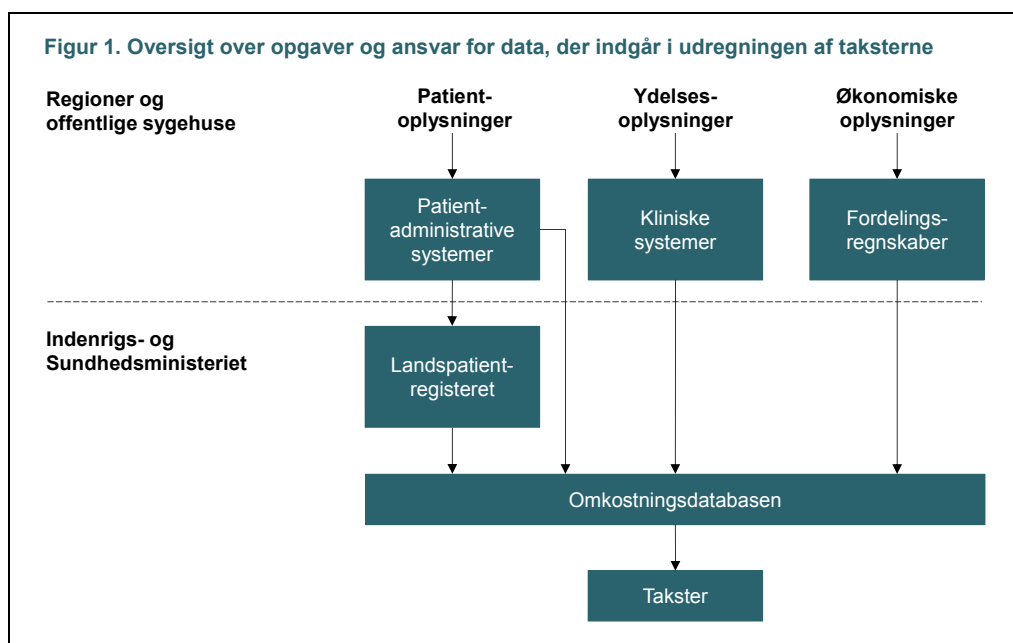 Figur 1. Oversigt over opgaver og ansvar for data, der indgår i udregningen af taksterne
Regioner og
offentlige sygehuse
Patient-
oplysninger
Ydelses-
oplysninger
Økonomiske
oplysninger
Patient-
administrative
systemer
Kliniske
systemer
Fordelings-
regnskaber
Indenrigs- og
Sundhedsministeriet
Landspatient-
registeret
Omkostningsdatabasen
Takster